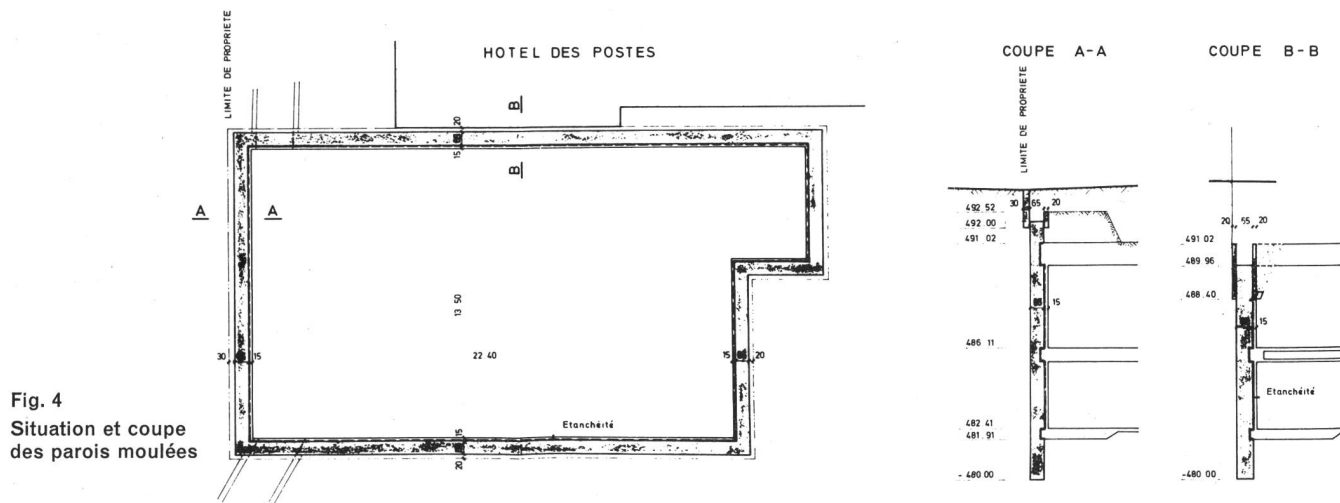 LIMITE DE PROPRIETE
HOTEL DES POSTES
B
B
20
15
A
A
13 50
30
15
22 40
15
20
Etanchéité
15
20
Fig. 4
Situation et coupe
des parois moulées
COUPE A-A
LIMITE DE PROPRIETE
30 65 20
492 52
492 00
491 02
15
486 11
482 41
481 91
- 480 00
COUPE B-B
20 55 20
491 02
489 96
488 40
15
Etanchéité
-480 00